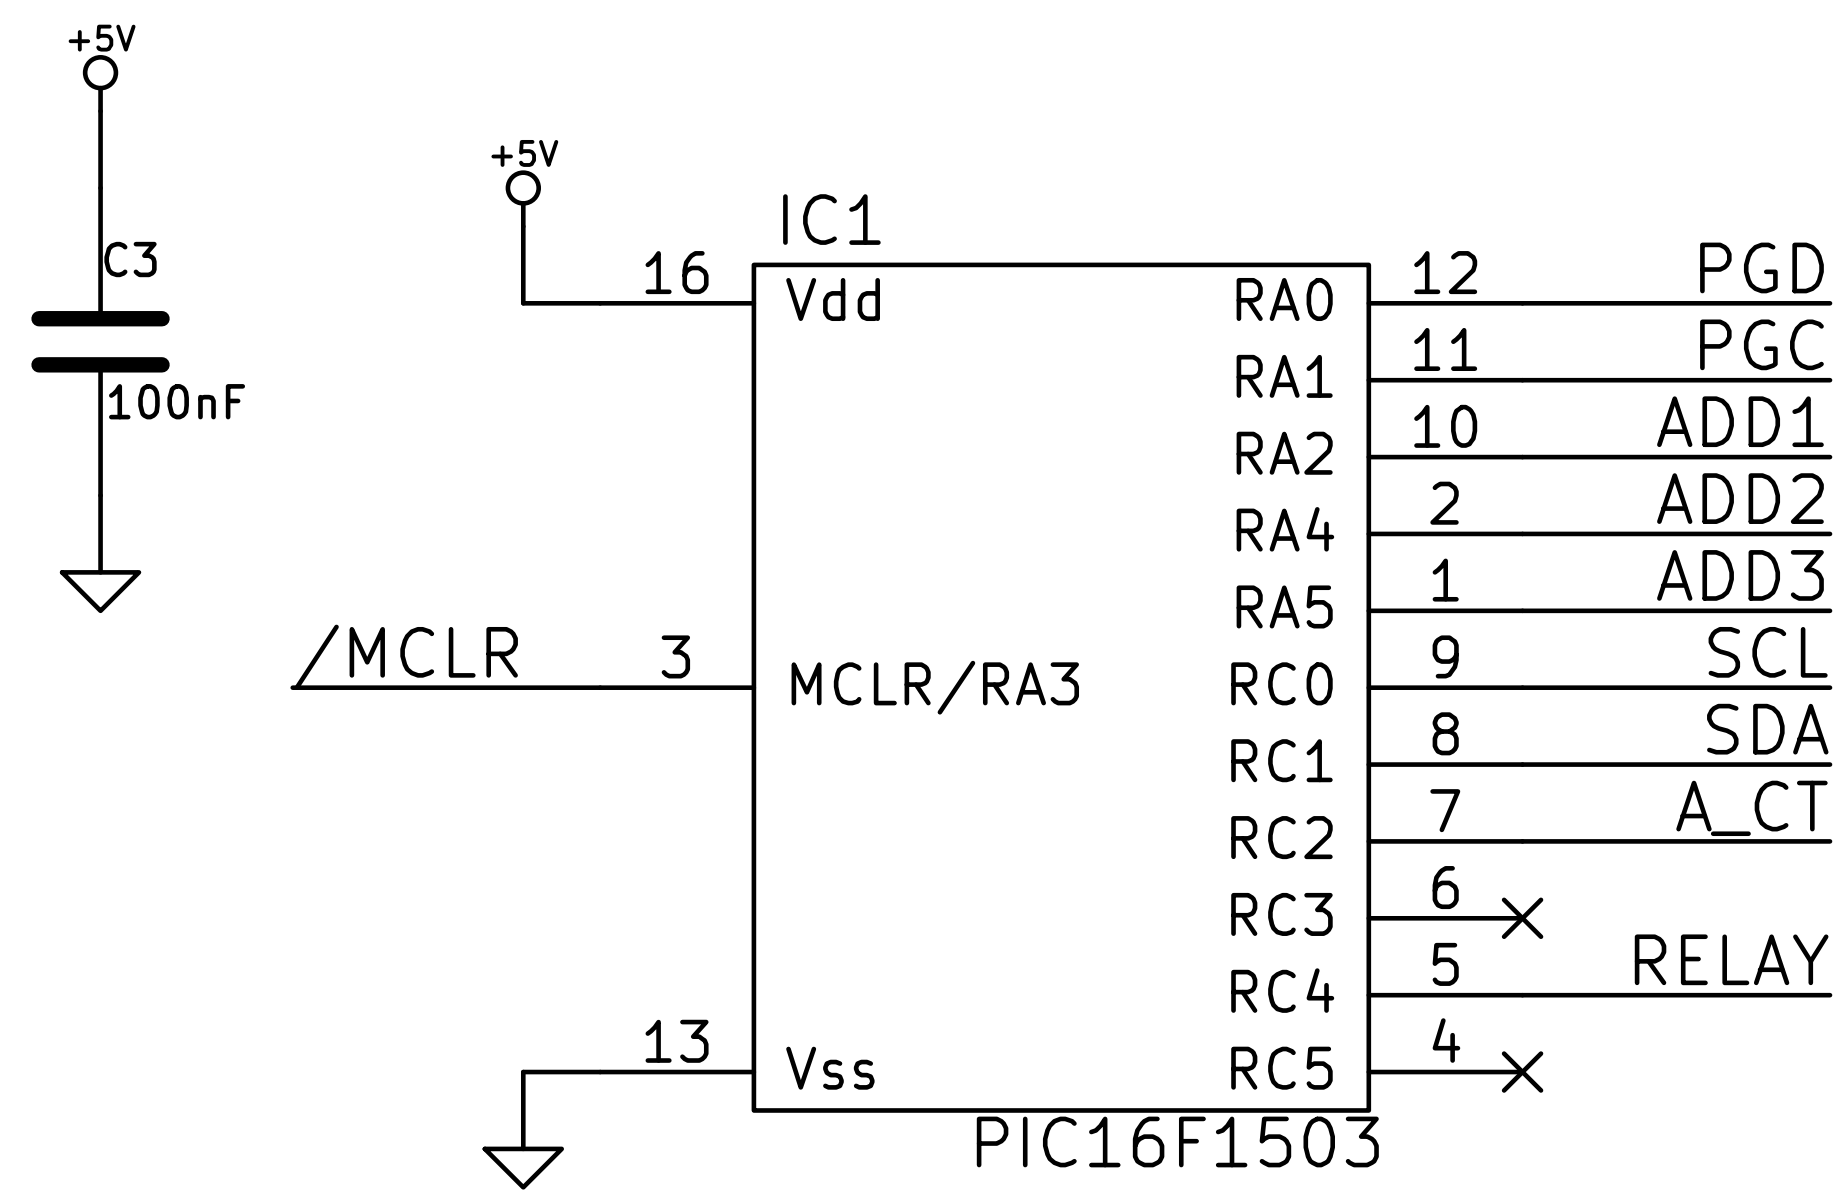 +5V
+5V
IC1
C3
16 Vdd RA0 12 PGD
RA1 11 PGC
100nF
RA2 10 ADD1
RA4 2 ADD2
RA5 1 ADD3
/MCLR 3 MCLR/RA3 RC0 9 SCL
RC1 8 SDA
RC2 7 A_CT
RC3 6
RC4 5 RELAY
13 Vss RC5 4
PIC16F1503